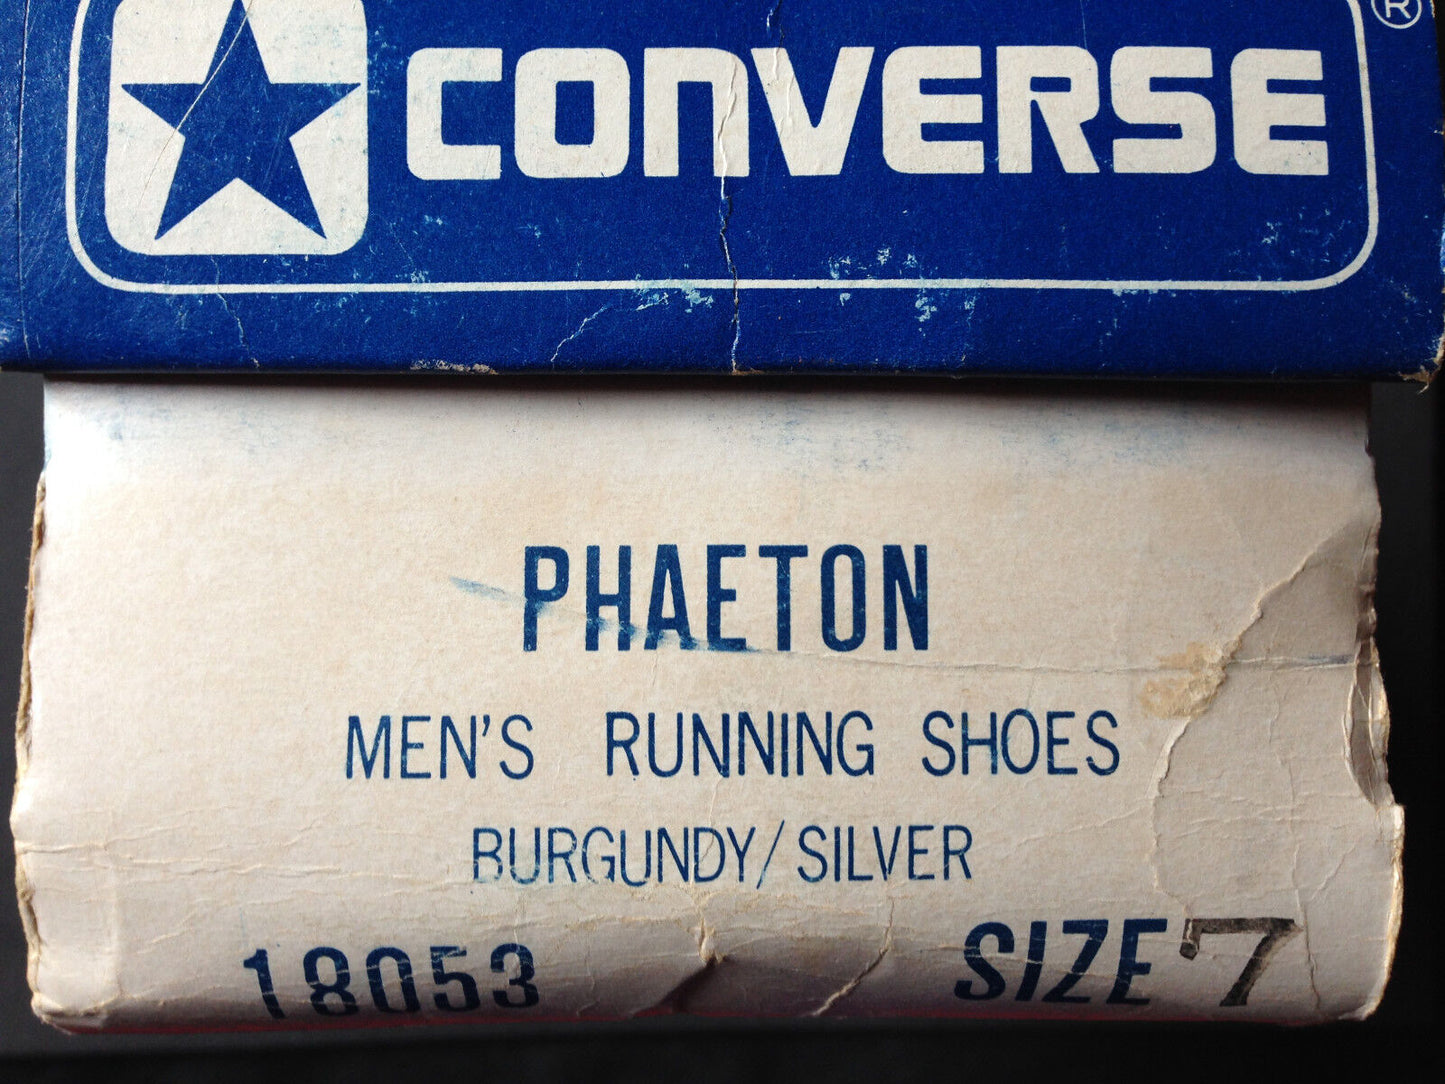 CONVERSE ®
PHAETON
MEN'S RUNNING SHOES
BURGUNDY/SILVER
18053 SIZE 7